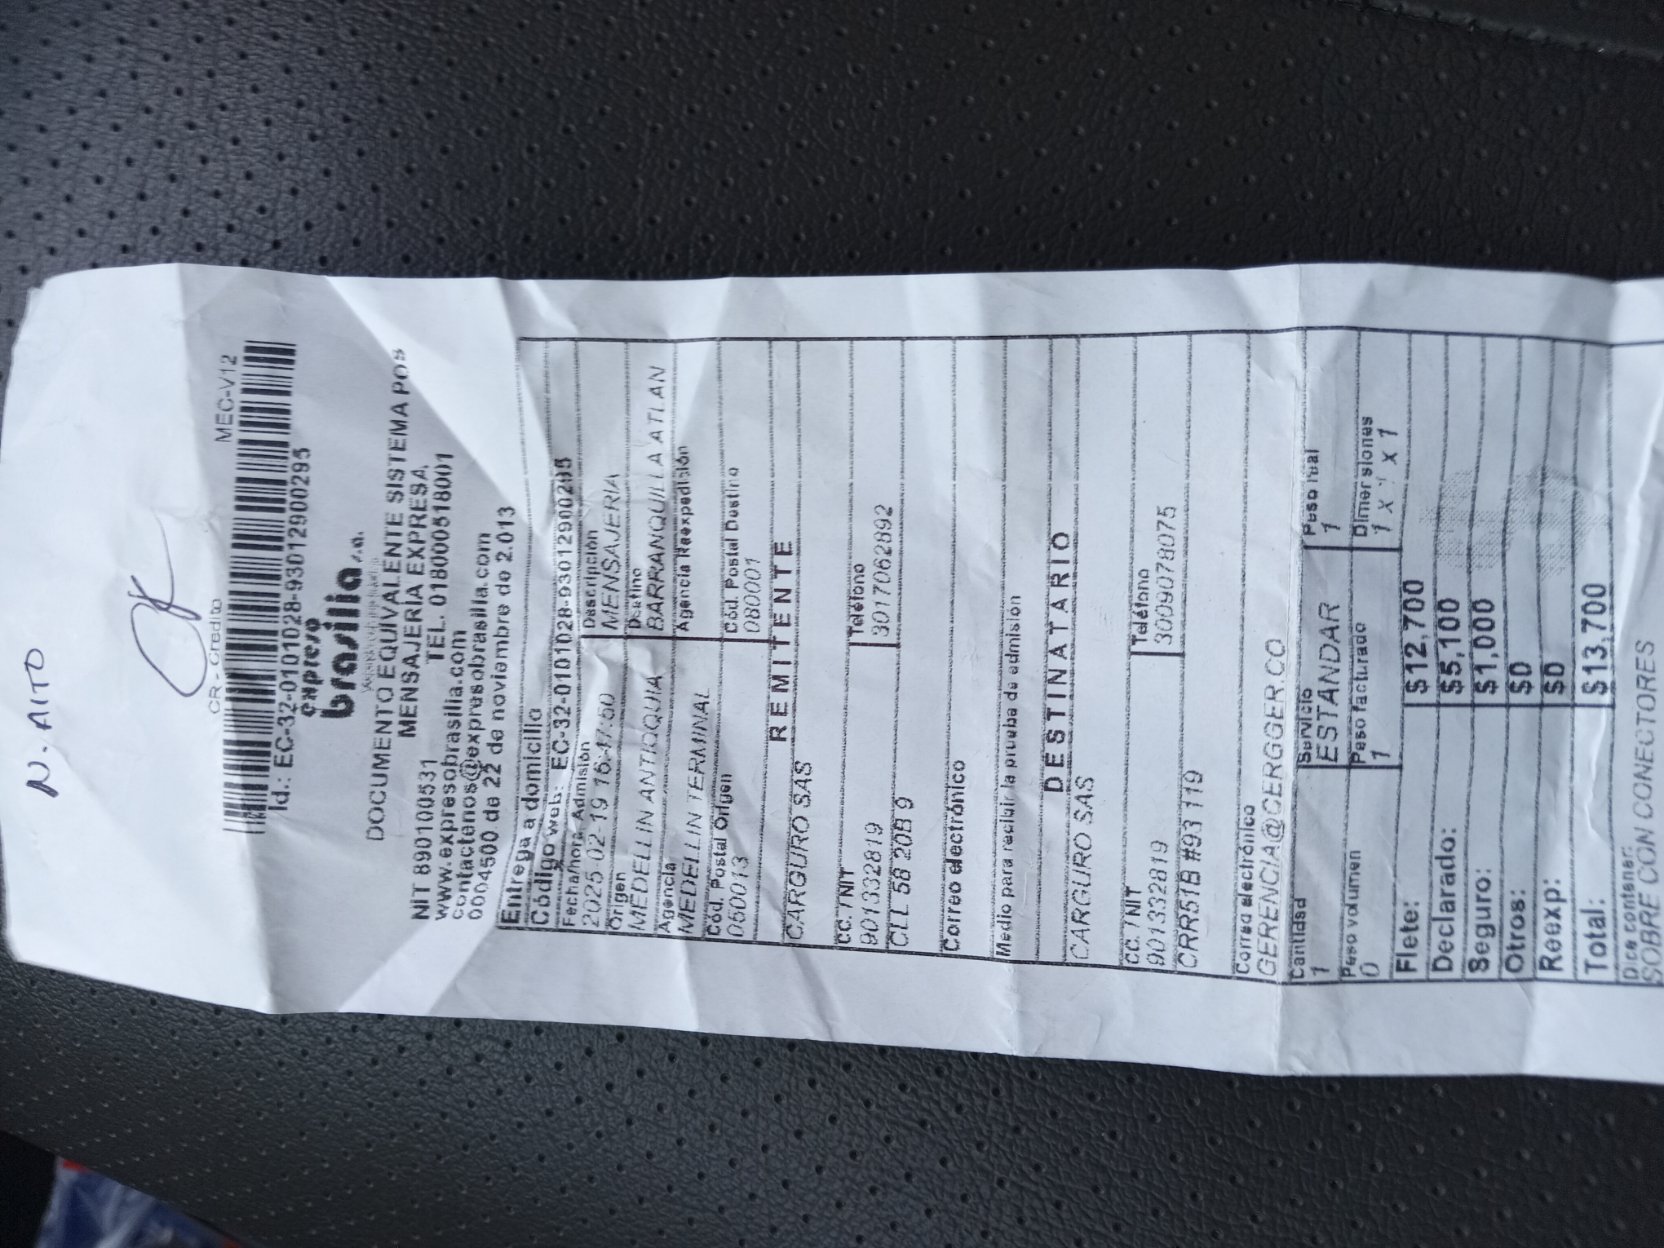 N. AITO
CR - Credito MEC-V12
Id.: EC-32-0101028-930129000295
expreso
brasilia s.a.
DOCUMENTO EQUIVALENTE SISTEMA POS
MENSAJERIA EXPRESA
NIT 890100531 TEL. 018000518001
www.expresobrasilia.com
contactenos@expresobrasilla.com
0004500 de 22 de noviembre de 2.013
Entrega a domicilio
Código web: EC-32-0101028-930129000295
Fecha/hora Admisión Descripción
2025-02-19 16:47:50 MENSAJERIA
Origen Destino
MEDELLIN ANTIOQUIA BARRANQUILLA ATLAN
Agencia Agencia Reexpedición
MEDELLIN TERMINAL
Cód. Postal Origen Cód. Postal Destino
050013 080001
REMITENTE
CARGURO SAS
CC. / NIT Teléfono
901332819 3017062892
CLL 58 20B 9
Correo electrónico
Medio para recibir la prueba de admisión
DESTINATARIO
CARGURO SAS
CC. / NIT Teléfono
901332819 3009078075
CRR51B #93 119
Correo electrónico
GERENCIA@CERGGER.CO
Cantidad Servicio Peso real
1 ESTANDAR 1
Peso volumen Peso facturado Dimensiones
0 1 1 x 1 x 1
Flete: $12,700
Declarado: $5,100
Seguro: $1,000
Otros: $0
Reexp: $0
Total: $13,700
Dice contener:
SOBRE CON CONECTORES